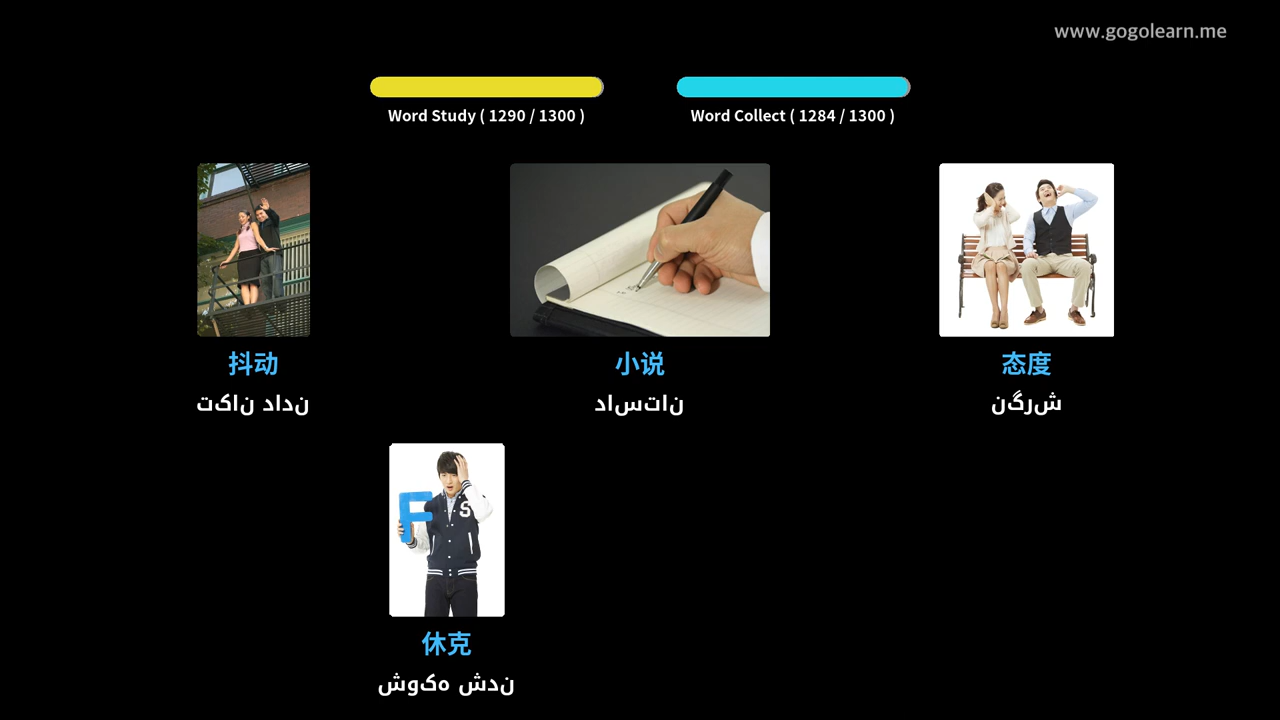 www.gogolearn.me
Word Study ( 1290 / 1300 )
Word Collect ( 1284 / 1300 )
抖动
تکان دادن
小说
داستان
态度
نگرش
F
S
休克
شوکه شدن